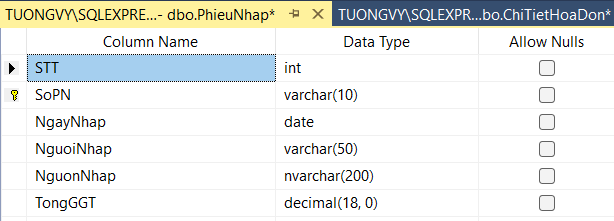 TUONGVY\SQLEXPRE...- dbo.PhieuNhap* TUONGVY\SQLEXPR...bo.ChiTietHoaDon*
Column Name Data Type Allow Nulls
STT int
SoPN varchar(10)
NgayNhap date
NguoiNhap varchar(50)
NguonNhap nvarchar(200)
TongGGT decimal(18, 0)